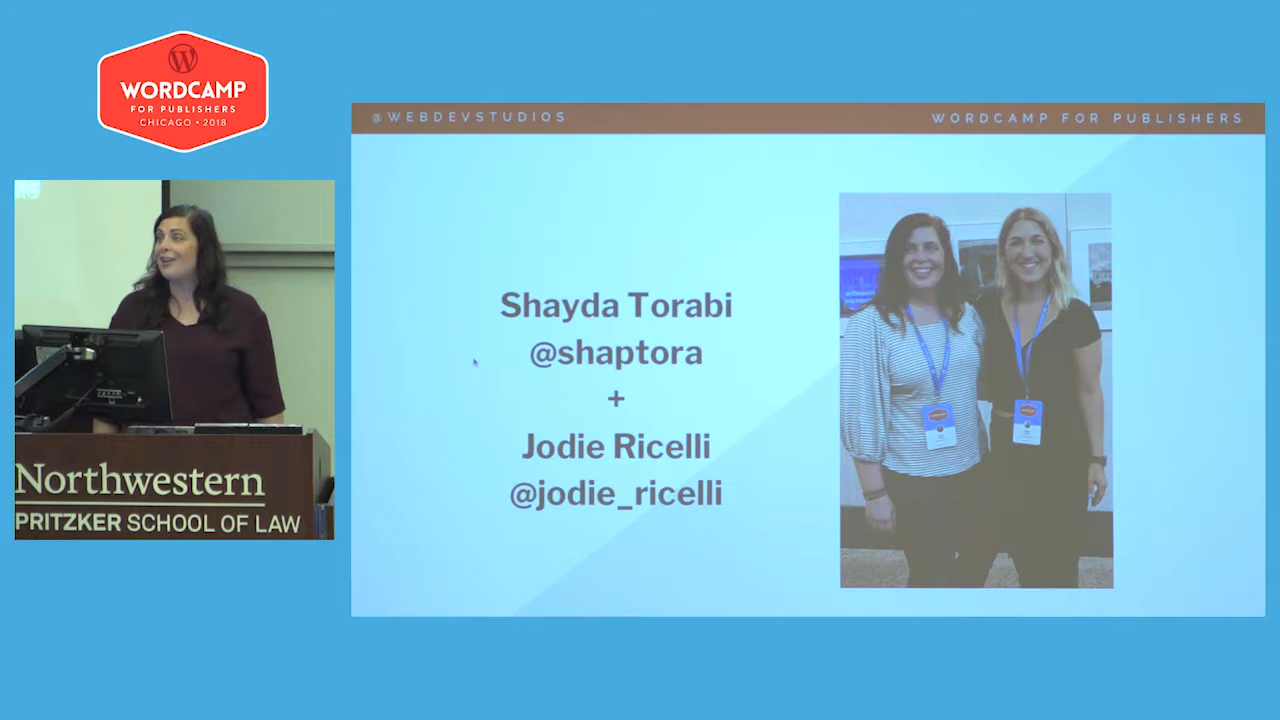 WORDCAMP
FOR PUBLISHERS
CHICAGO • 2018
@WEBDEVSTUDIOS
WORDCAMP FOR PUBLISHERS
Shayda Torabi
@shaptora
+
Jodie Ricelli
@jodie_ricelli
Northwestern
PRITZKER SCHOOL OF LAW